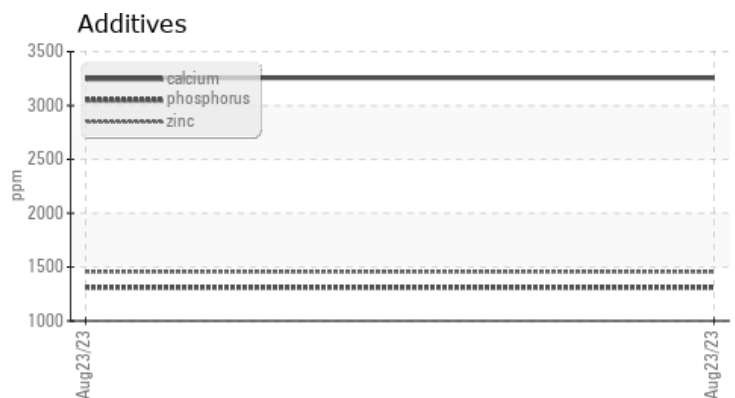 Additives
3500
3000
2500
2000
1500
1000
ppm
calcium
phosphorus
zinc
Aug23/23
Aug23/23